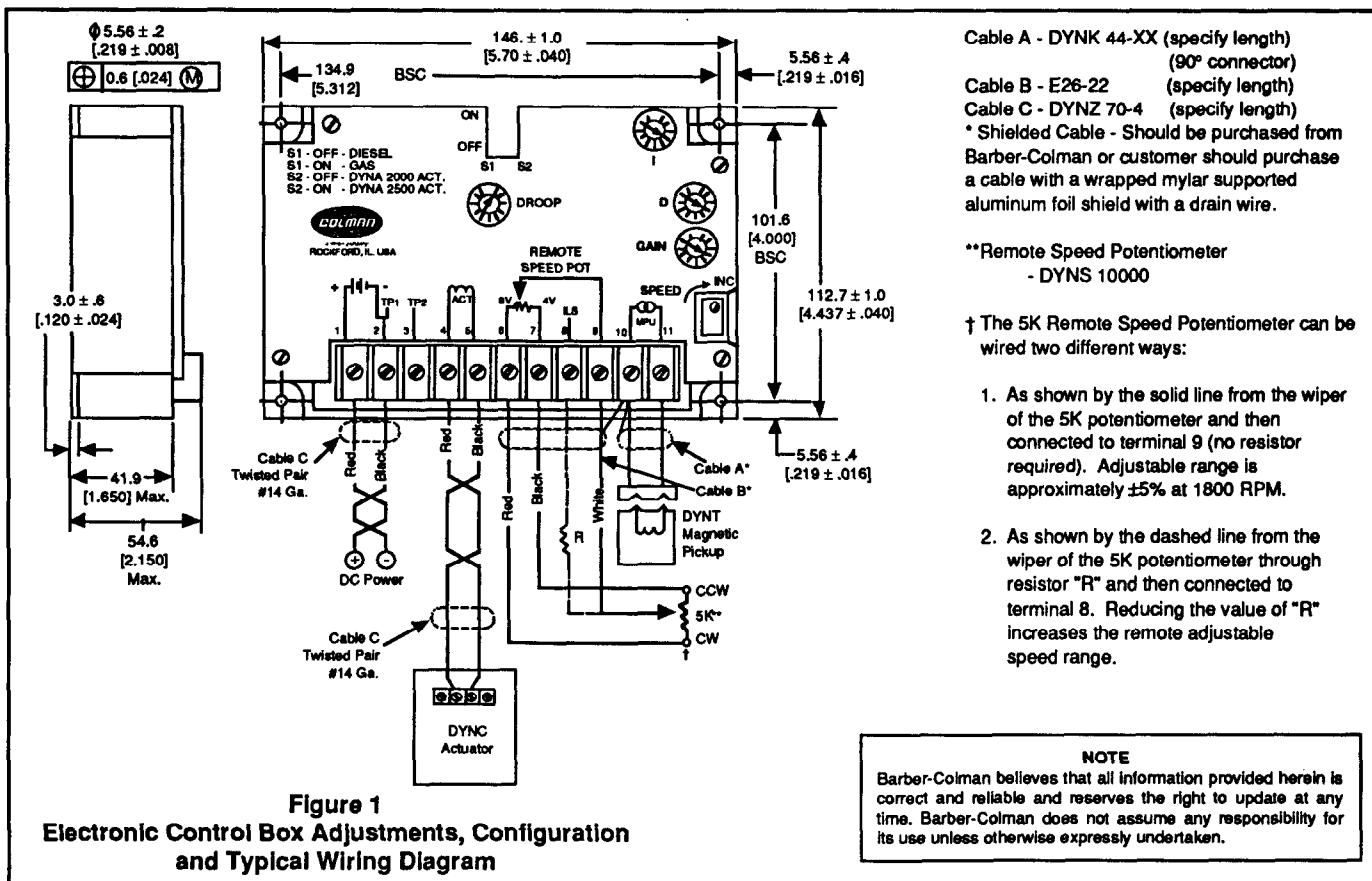 ⌀ 5.56 ± .2
[.219 ± .008]
⌖ 0.6 [.024] Ⓜ
146. ± 1.0
[5.70 ± .040]
134.9
[5.312]
BSC
5.56 ± .4
[.219 ± .016]
ON
OFF
S1 S2
S1 - OFF - DIESEL
S1 - ON - GAS
S2 - OFF - DYNA 2000 ACT.
S2 - ON - DYNA 2500 ACT.
COLMAN
ROCKFORD, IL. USA
I
DROOP
D
GAIN
REMOTE
SPEED POT
SPEED
INC
+ -
TP1 TP2
ACT
8V 4V
ILS
MPU
1 2 3 4 5 6 7 8 9 10 11
101.6
[4.000]
BSC
112.7 ± 1.0
[4.437 ± .040]
5.56 ± .4
[.219 ± .016]
3.0 ± .6
[.120 ± .024]
41.9
[1.650] Max.
54.6
[2.150]
Max.
Cable C
Twisted Pair
#14 Ga.
Red
Black
+ -
DC Power
Red
Black
Cable C
Twisted Pair
#14 Ga.
DYNC
Actuator
Red
Black
R
White
Cable A*
Cable B*
DYNT
Magnetic
Pickup
CCW
5K**
CW
†
Cable A - DYNK 44-XX (specify length)
(90° connector)
Cable B - E26-22 (specify length)
Cable C - DYNZ 70-4 (specify length)
* Shielded Cable - Should be purchased from
Barber-Colman or customer should purchase
a cable with a wrapped mylar supported
aluminum foil shield with a drain wire.
**Remote Speed Potentiometer
- DYNS 10000
† The 5K Remote Speed Potentiometer can be
wired two different ways:
1. As shown by the solid line from the wiper
of the 5K potentiometer and then
connected to terminal 9 (no resistor
required). Adjustable range is
approximately ±5% at 1800 RPM.
2. As shown by the dashed line from the
wiper of the 5K potentiometer through
resistor "R" and then connected to
terminal 8. Reducing the value of "R"
increases the remote adjustable
speed range.
NOTE
Barber-Colman believes that all information provided herein is
correct and reliable and reserves the right to update at any
time. Barber-Colman does not assume any responsibility for
its use unless otherwise expressly undertaken.
Figure 1
Electronic Control Box Adjustments, Configuration
and Typical Wiring Diagram